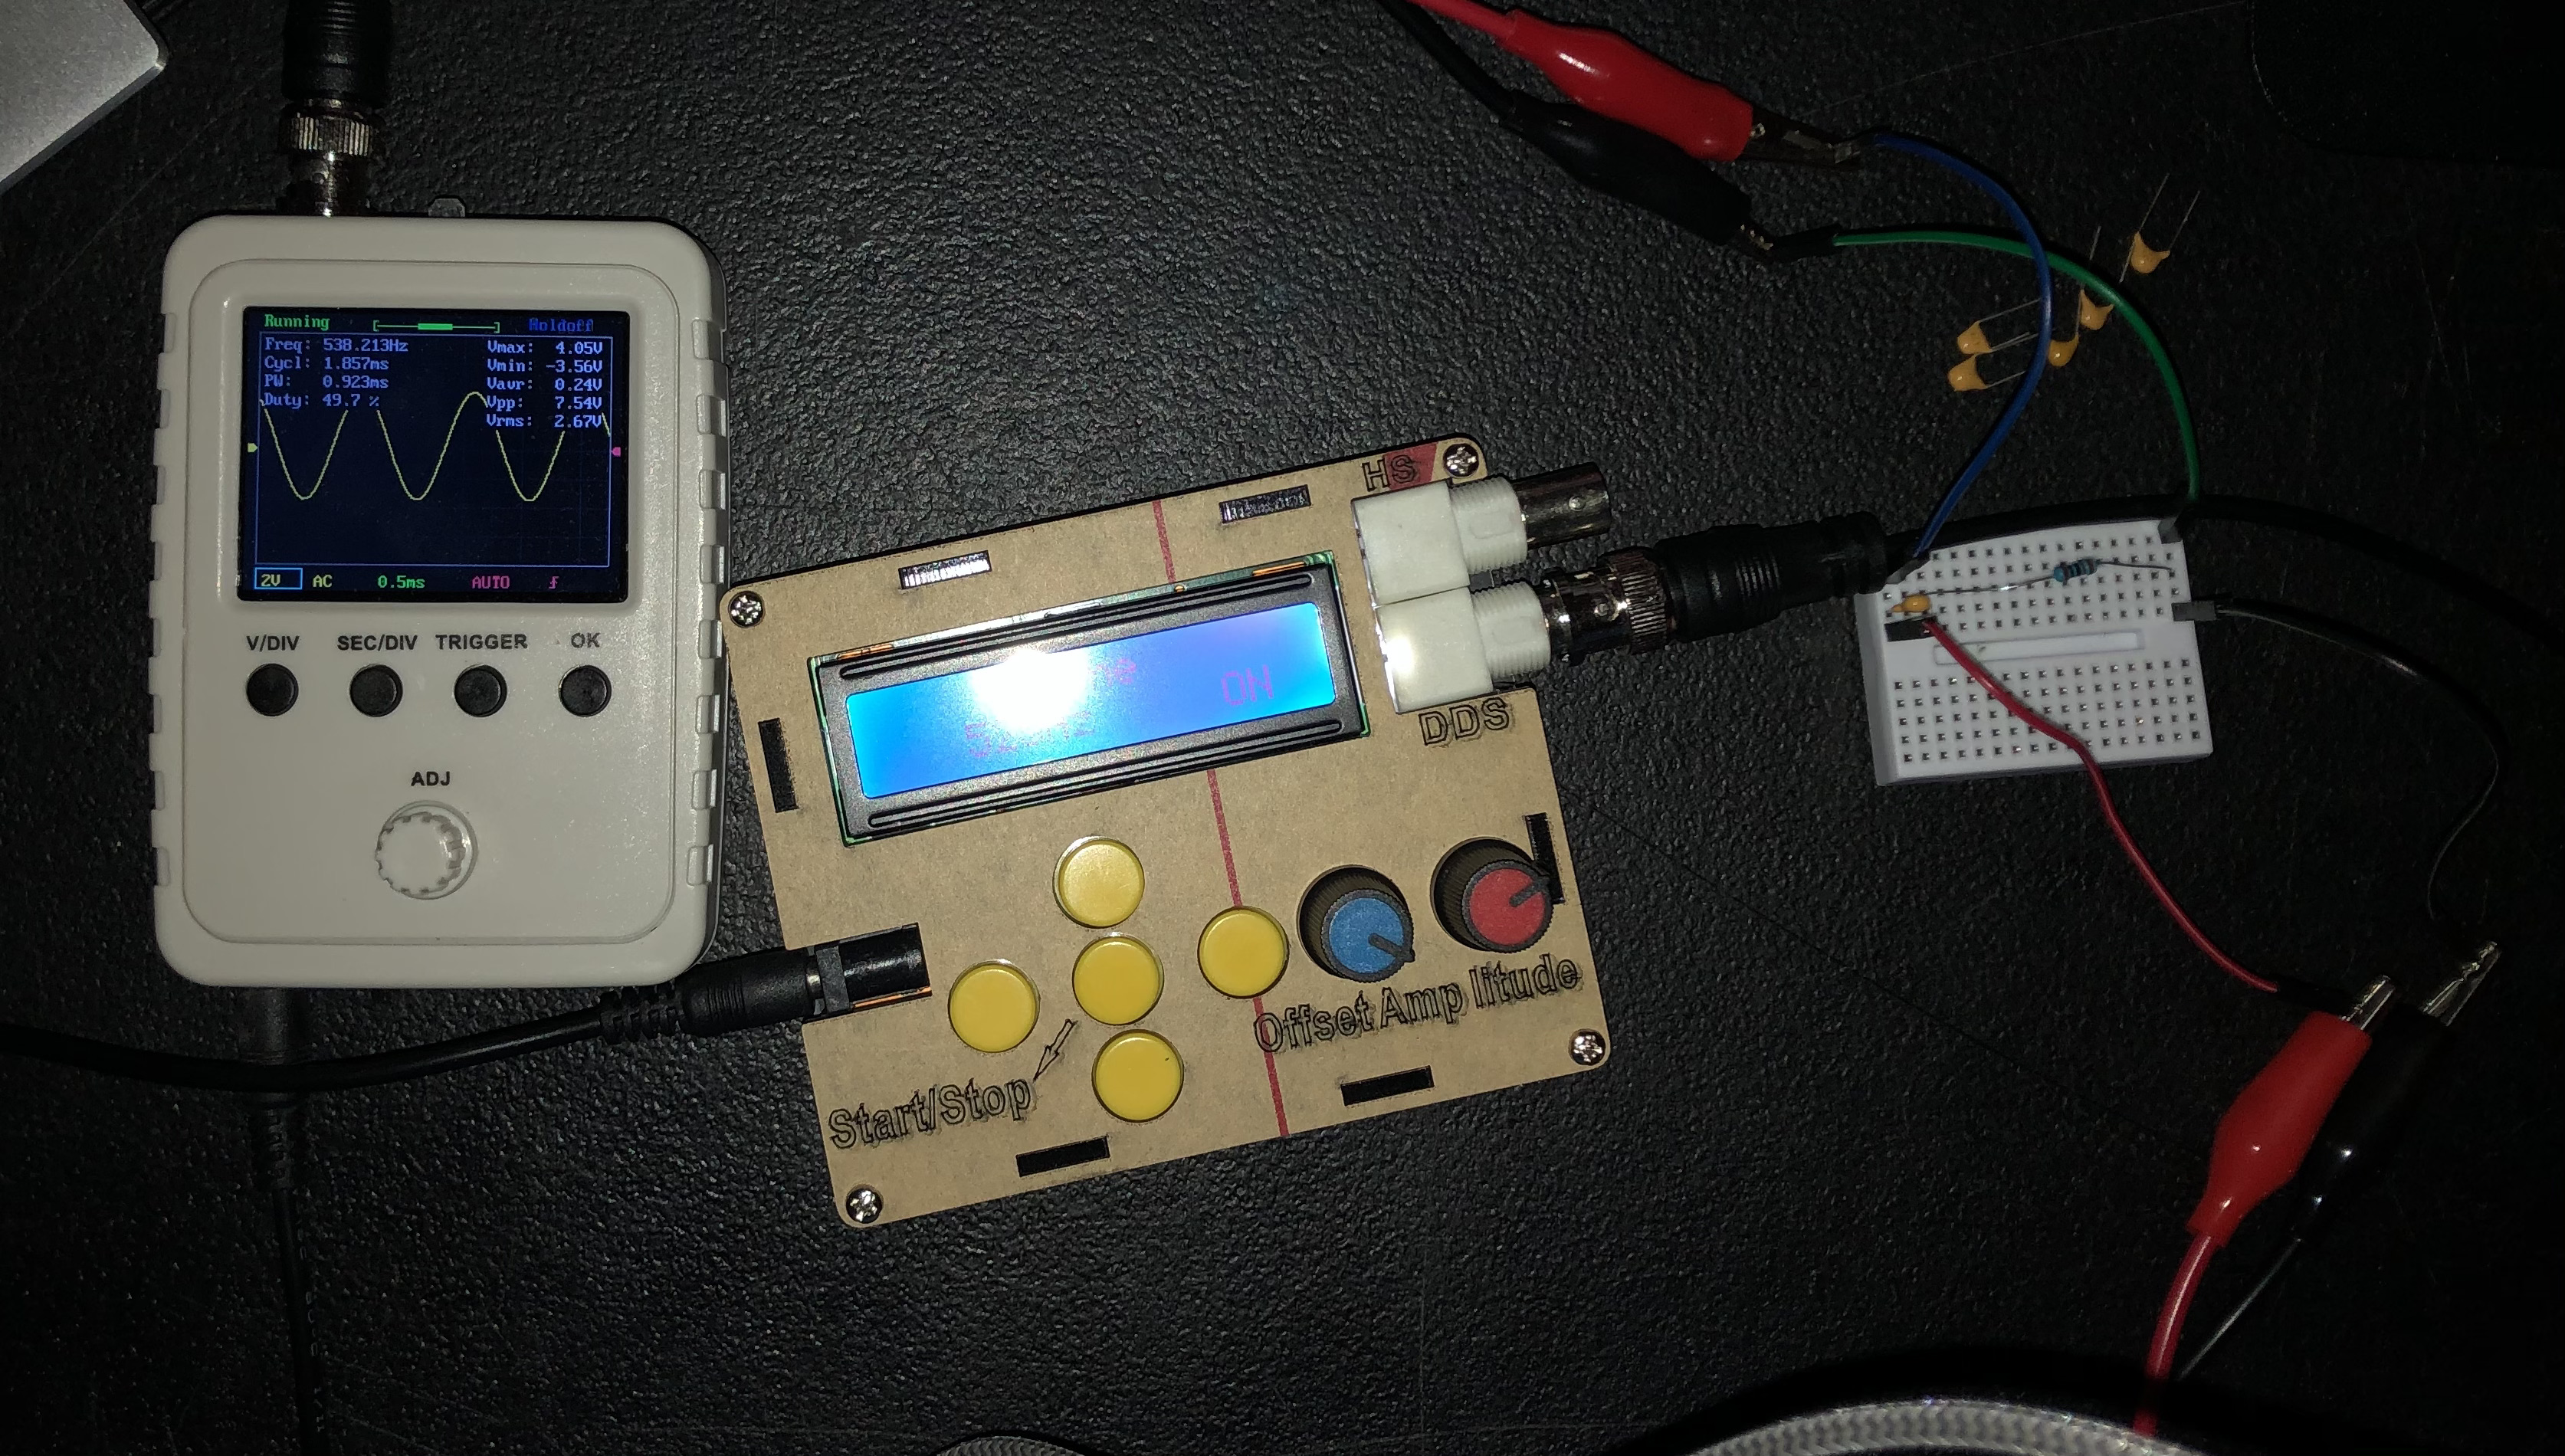 Running
Holdoff
Freq: 538.213Hz
Cycl: 1.857ms
PW: 0.923ms
Duty: 49.7 %
Vmax: 4.05V
Vmin: -3.56V
Vavr: 0.24V
Vpp: 7.54V
Vrms: 2.67V
2V AC 0.5ms AUTO
V/DIV SEC/DIV TRIGGER OK
ADJ
HS
ON
DDS
Offset Amp litude
Start/Stop